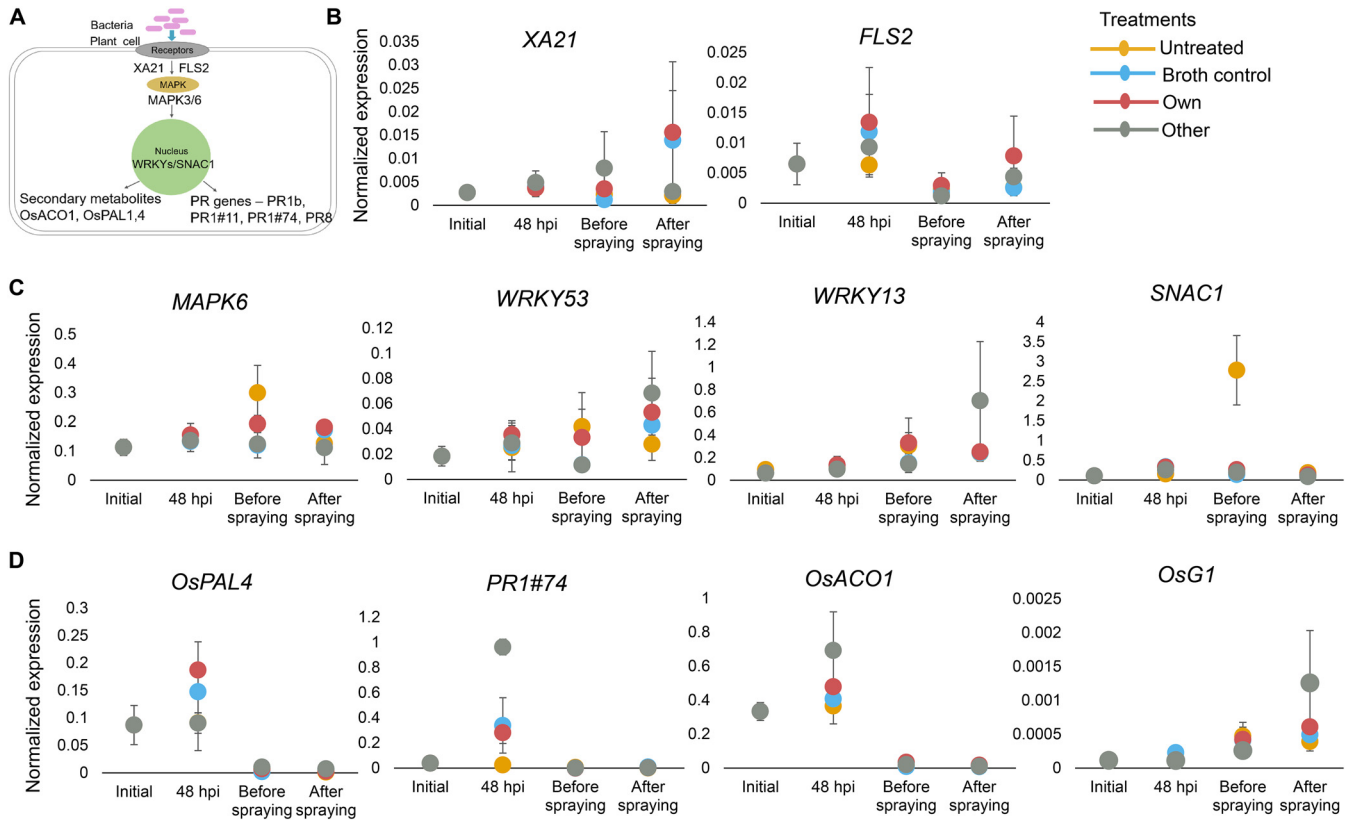 A
Bacteria
Plant cell
Receptors
XA21 FLS2
MAPK
MAPK3/6
Nucleus
WRKYs/SNAC1
Secondary metabolites
OsACO1, OsPAL1,4
PR genes – PR1b,
PR1#11, PR1#74, PR8
B
XA21
Normalized expression
0.035
0.03
0.025
0.02
0.015
0.01
0.005
0
Initial
48 hpi
Before
spraying
After
spraying
FLS2
0.025
0.02
0.015
0.01
0.005
0
Initial
48 hpi
Before
spraying
After
spraying
Treatments
Untreated
Broth control
Own
Other
C
MAPK6
Normalized expression
0.5
0.4
0.3
0.2
0.1
0
Initial
48 hpi
Before
spraying
After
spraying
WRKY53
0.12
0.1
0.08
0.06
0.04
0.02
0
Initial
48 hpi
Before
spraying
After
spraying
WRKY13
1.4
1.2
1
0.8
0.6
0.4
0.2
0
Initial
48 hpi
Before
spraying
After
spraying
SNAC1
4
3.5
3
2.5
2
1.5
1
0.5
0
Initial
48 hpi
Before
spraying
After
spraying
D
OsPAL4
Normalized expression
0.3
0.25
0.2
0.15
0.1
0.05
0
Initial
48 hpi
Before
spraying
After
spraying
PR1#74
1.2
1
0.8
0.6
0.4
0.2
0
Initial
48 hpi
Before
spraying
After
spraying
OsACO1
1
0.8
0.6
0.4
0.2
0
Initial
48 hpi
Before
spraying
After
spraying
OsG1
0.0025
0.002
0.0015
0.001
0.0005
0
Initial
48 hpi
Before
spraying
After
spraying